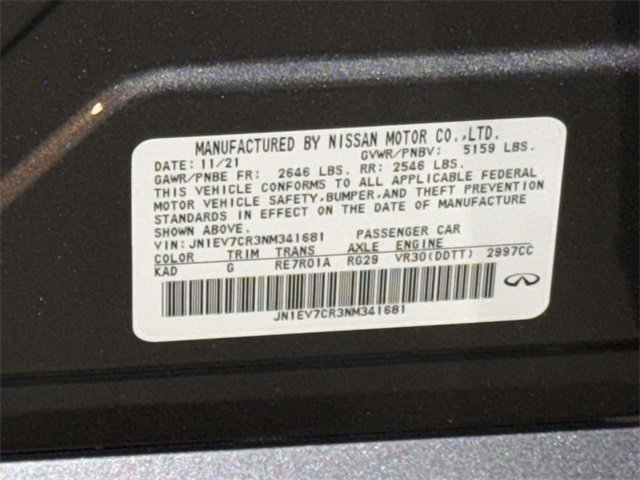 MANUFACTURED BY NISSAN MOTOR CO.,LTD.
DATE: 11/21 GVWR/PNBV: 5159 LBS.
GAWR/PNBE FR: 2646 LBS. RR: 2546 LBS.
THIS VEHICLE CONFORMS TO ALL APPLICABLE FEDERAL
MOTOR VEHICLE SAFETY,BUMPER,AND THEFT PREVENTION
STANDARDS IN EFFECT ON THE DATE OF MANUFACTURE
SHOWN ABOVE.
VIN: JN1EV7CR3NM341681 PASSENGER CAR
COLOR TRIM TRANS AXLE ENGINE
KAD G RE7R01A RG29 VR30(DDTT) 2997CC
JN1EV7CR3NM341681